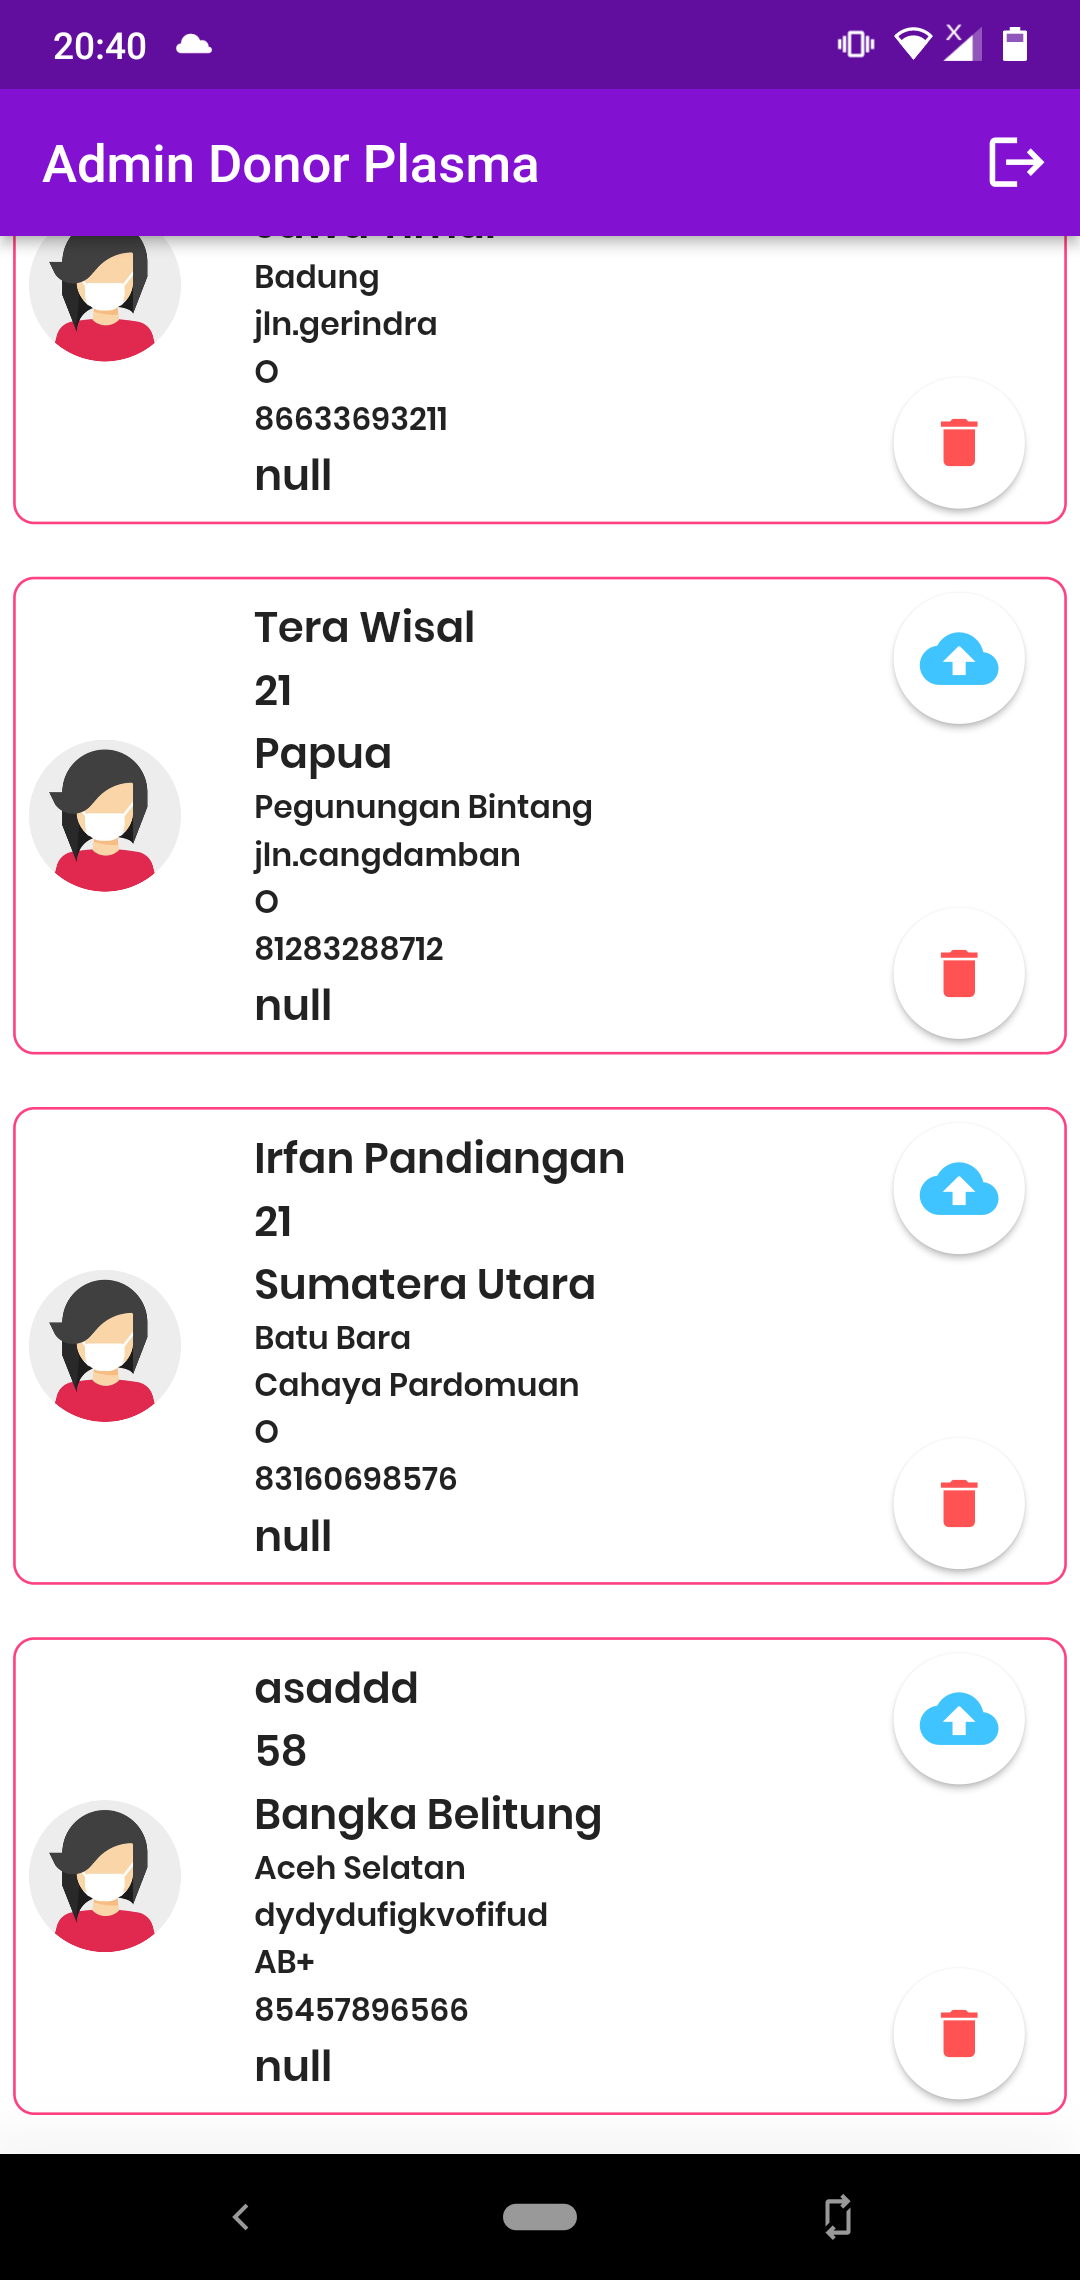 20:40
Admin Donor Plasma
Badung
jln.gerindra
O
86633693211
null
Tera Wisal
21
Papua
Pegunungan Bintang
jln.cangdamban
O
81283288712
null
Irfan Pandiangan
21
Sumatera Utara
Batu Bara
Cahaya Pardomuan
O
83160698576
null
asaddd
58
Bangka Belitung
Aceh Selatan
dydydufigkvofifud
AB+
85457896566
null